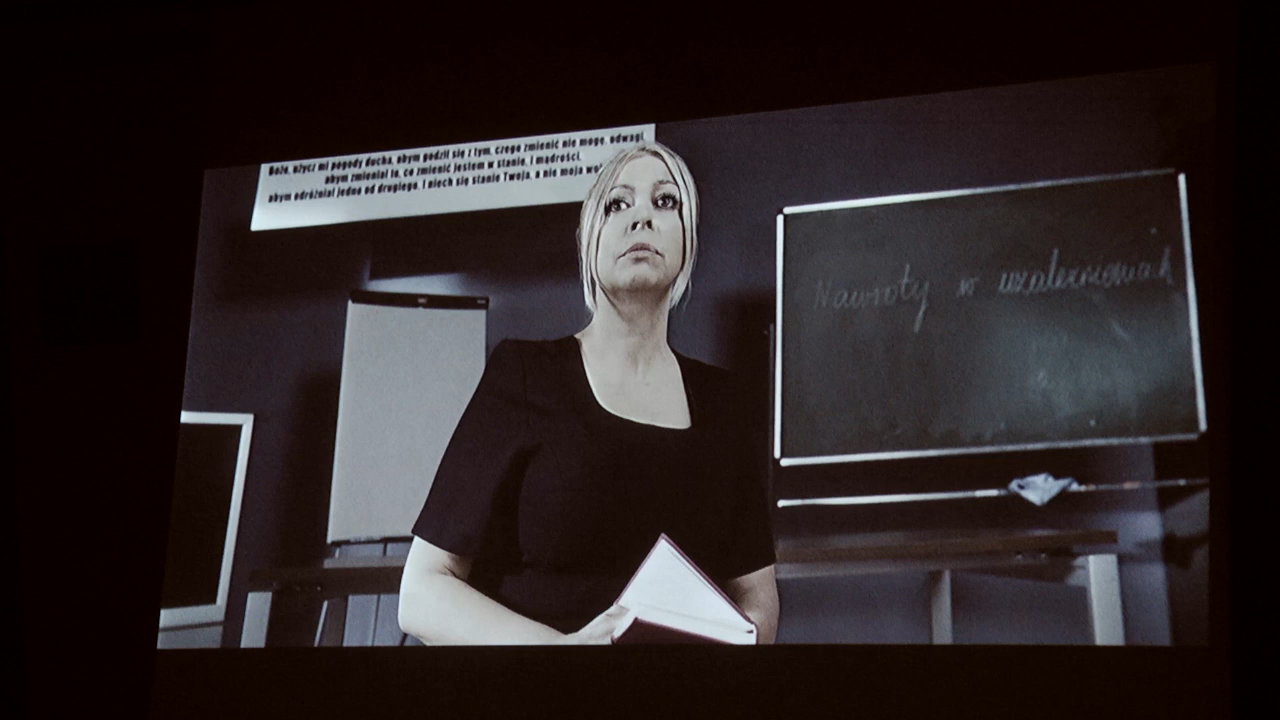 Boże, użycz mi pogody ducha, abym godził się z tym, czego zmienić nie mogę, odwagi,
abym zmieniał to, co zmienić jestem w stanie, i mądrości,
abym odróżniał jedno od drugiego. I niech się stanie Twoja, a nie moja
Nawroty w uzależnieniach